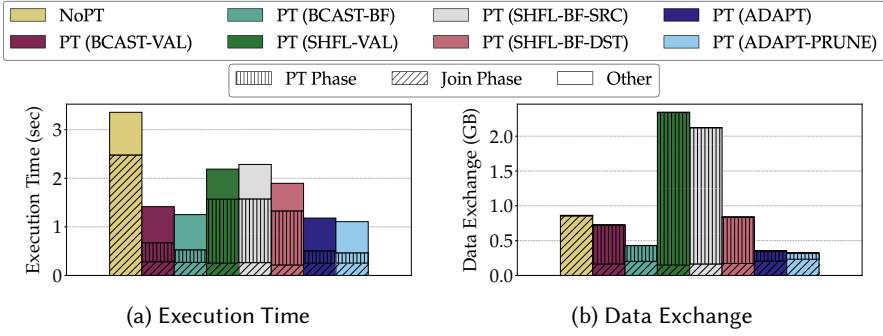 NoPT PT (BCAST-BF) PT (SHFL-BF-SRC) PT (ADAPT)
PT (BCAST-VAL) PT (SHFL-VAL) PT (SHFL-BF-DST) PT (ADAPT-PRUNE)
PT Phase Join Phase Other
Execution Time (sec)
3
2
1
0
(a) Execution Time
Data Exchange (GB)
2.0
1.5
1.0
0.5
0.0
(b) Data Exchange